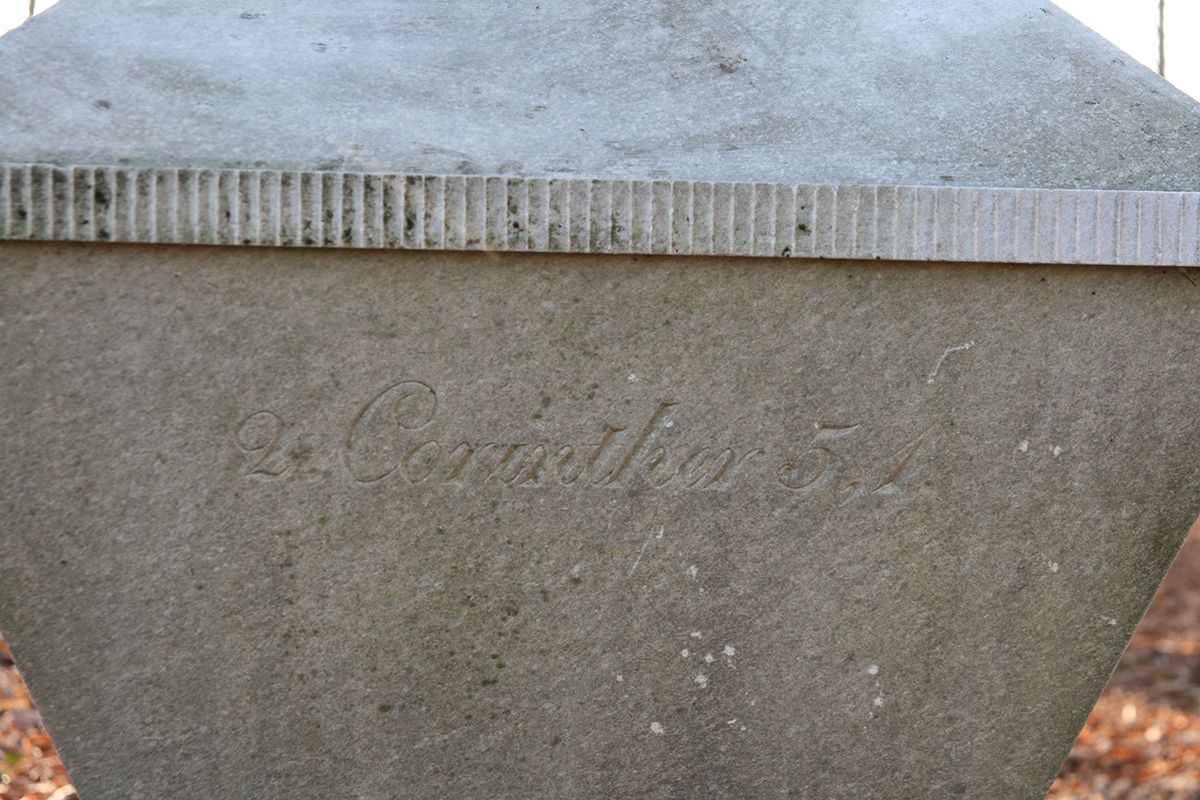 2. Corinther 5,1.